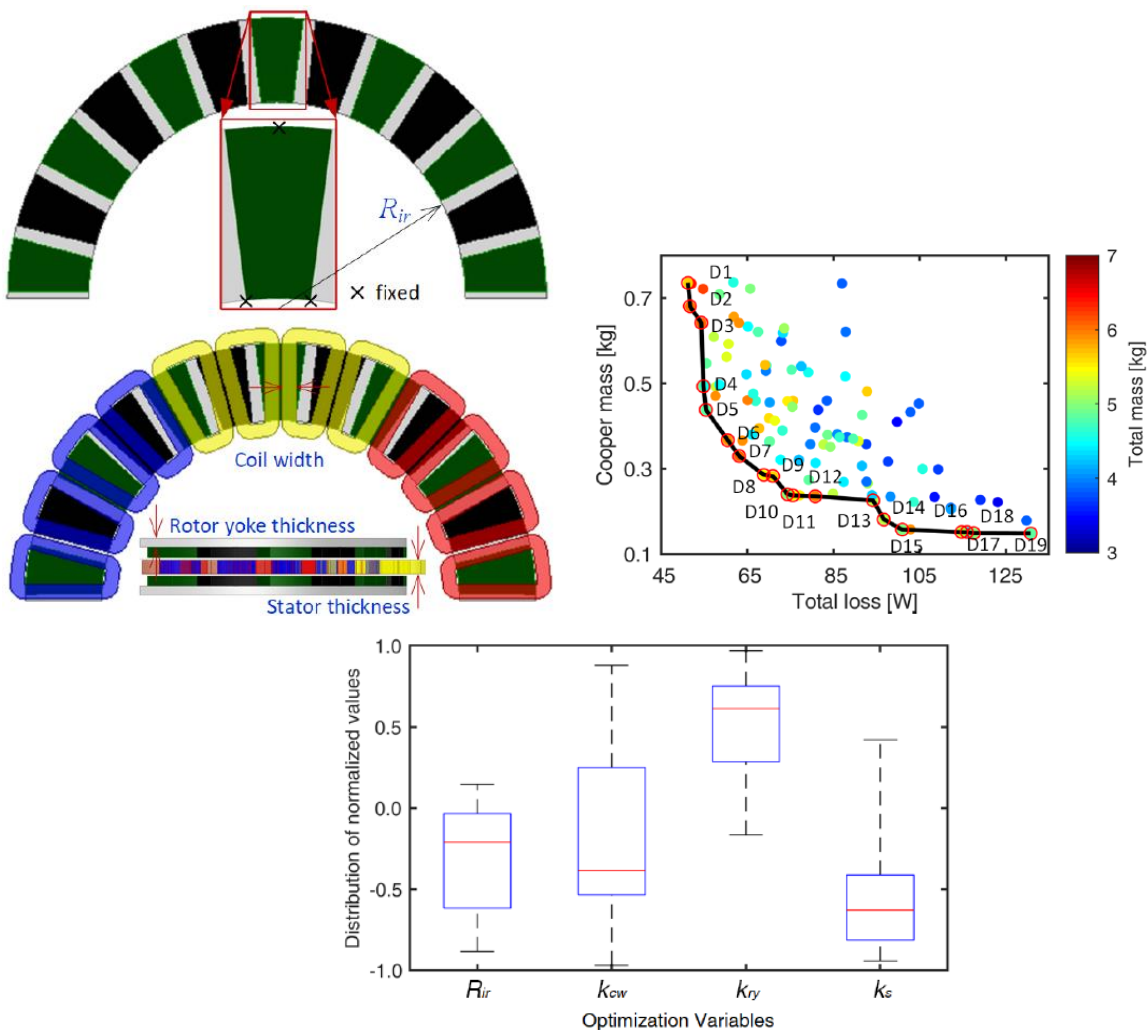 R_ir
× fixed
Coil width
Rotor yoke thickness
Stator thickness
Cooper mass [kg]
0.7
0.5
0.3
0.1
D1
D2
D3
D4
D5
D6
D7
D8
D9
D10
D11
D12
D13
D14
D15
D16
D17
D18
D19
45 65 85 105 125
Total loss [W]
7
6
5
4
3
Total mass [kg]
Distribution of normalized values
1.0
0.5
0.0
-0.5
-1.0
R_ir k_cw k_ry k_s
Optimization Variables